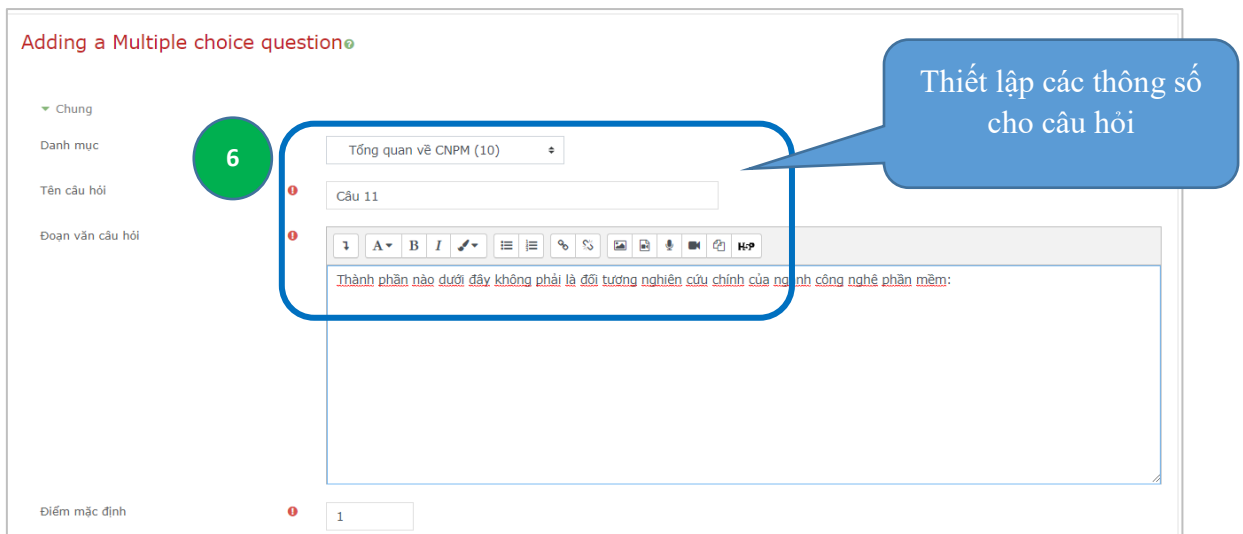 Adding a Multiple choice question
Thiết lập các thông số
cho câu hỏi
Chung
Danh mục
6
Tổng quan về CNPM (10)
Tên câu hỏi
Câu 11
Đoạn văn câu hỏi
A B I H-P
Thành phần nào dưới đây không phải là đối tượng nghiên cứu chính của ngành công nghệ phần mềm:
Điểm mặc định
1